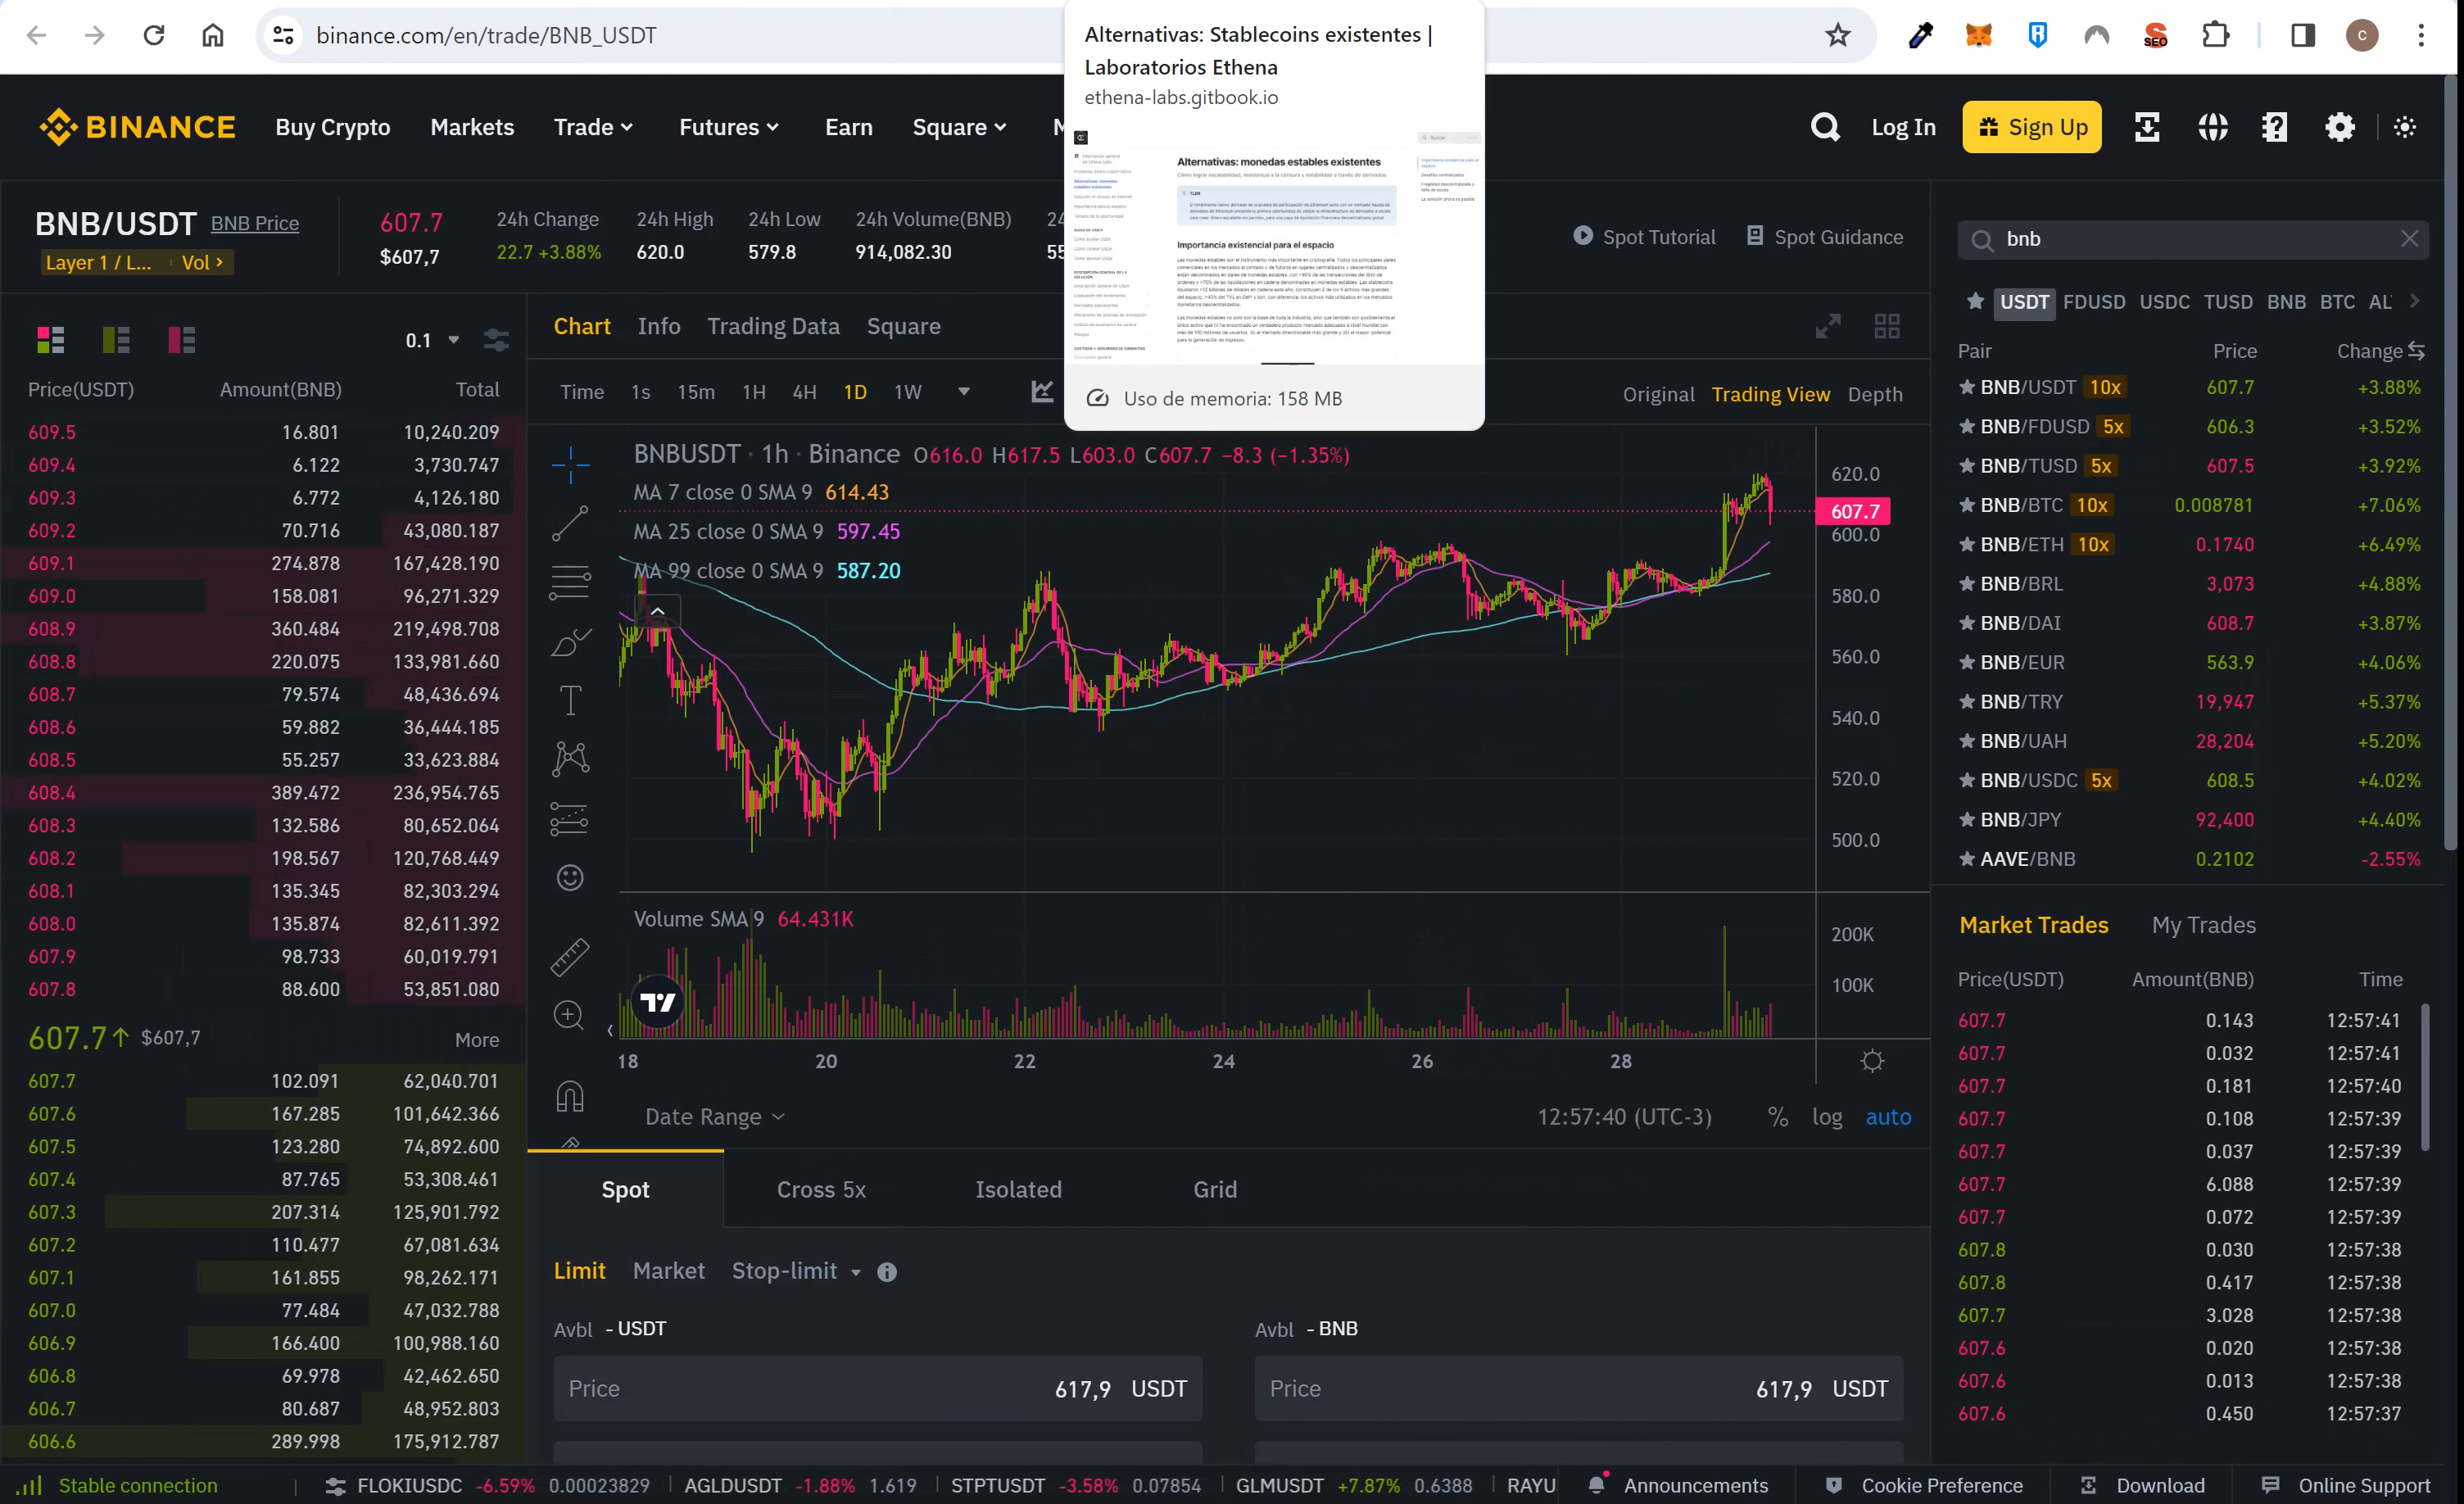 binance.com/en/trade/BNB_USDT
Alternativas: Stablecoins existentes |
Laboratorios Ethena
ethena-labs.gitbook.io
Alternativas: monedas estables existentes
Importancia existencial para el espacio
Uso de memoria: 158 MB
SEO
C
BINANCE
Buy Crypto Markets Trade Futures Earn Square
Log In Sign Up
BNB/USDT BNB Price
Layer 1 / L... Vol >
607.7
$607,7
24h Change
22.7 +3.88%
24h High
620.0
24h Low
579.8
24h Volume(BNB)
914,082.30
Spot Tutorial Spot Guidance
bnb
0.1
Price(USDT) Amount(BNB) Total
609.5 16.801 10,240.209
609.4 6.122 3,730.747
609.3 6.772 4,126.180
609.2 70.716 43,080.187
609.1 274.878 167,428.190
609.0 158.081 96,271.329
608.9 360.484 219,498.708
608.8 220.075 133,981.660
608.7 79.574 48,436.694
608.6 59.882 36,444.185
608.5 55.257 33,623.884
608.4 389.472 236,954.765
608.3 132.586 80,652.064
608.2 198.567 120,768.449
608.1 135.345 82,303.294
608.0 135.874 82,611.392
607.9 98.733 60,019.791
607.8 88.600 53,851.080
607.7↑ $607,7 More
607.7 102.091 62,040.701
607.6 167.285 101,642.366
607.5 123.280 74,892.600
607.4 87.765 53,308.461
607.3 207.314 125,901.792
607.2 110.477 67,081.634
607.1 161.855 98,262.171
607.0 77.484 47,032.788
606.9 166.400 100,988.160
606.8 69.978 42,462.650
606.7 80.687 48,952.803
606.6 289.998 175,912.787
Chart Info Trading Data Square
Time 1s 15m 1H 4H 1D 1W
Original Trading View Depth
BNBUSDT · 1h · Binance O616.0 H617.5 L603.0 C607.7 −8.3 (−1.35%)
MA 7 close 0 SMA 9 614.43
MA 25 close 0 SMA 9 597.45
MA 99 close 0 SMA 9 587.20
620.0
607.7
600.0
580.0
560.0
540.0
520.0
500.0
Volume SMA 9 64.431K
200K
100K
18 20 22 24 26 28
Date Range
12:57:40 (UTC-3) % log auto
Spot Cross 5x Isolated Grid
Limit Market Stop-limit
Avbl - USDT
Price 617,9 USDT
Avbl - BNB
Price 617,9 USDT
USDT FDUSD USDC TUSD BNB BTC
Pair Price Change
BNB/USDT 10x 607.7 +3.88%
BNB/FDUSD 5x 606.3 +3.52%
BNB/TUSD 5x 607.5 +3.92%
BNB/BTC 10x 0.008781 +7.06%
BNB/ETH 10x 0.1740 +6.49%
BNB/BRL 3,073 +4.88%
BNB/DAI 608.7 +3.87%
BNB/EUR 563.9 +4.06%
BNB/TRY 19,947 +5.37%
BNB/UAH 28,204 +5.20%
BNB/USDC 5x 608.5 +4.02%
BNB/JPY 92,400 +4.40%
AAVE/BNB 0.2102 -2.55%
Market Trades My Trades
Price(USDT) Amount(BNB) Time
607.7 0.143 12:57:41
607.7 0.032 12:57:41
607.7 0.181 12:57:40
607.7 0.108 12:57:39
607.7 0.037 12:57:39
607.7 6.088 12:57:39
607.7 0.072 12:57:39
607.8 0.030 12:57:38
607.8 0.417 12:57:38
607.7 3.028 12:57:38
607.6 0.020 12:57:38
607.6 0.013 12:57:38
607.6 0.450 12:57:37
Stable connection
FLOKIUSDC -6.59% 0.00023829 AGLDUSDT -1.88% 1.619 STPTUSDT -3.58% 0.07854 GLMUSDT +7.87% 0.6388 RAYU
Announcements Cookie Preference Download Online Support